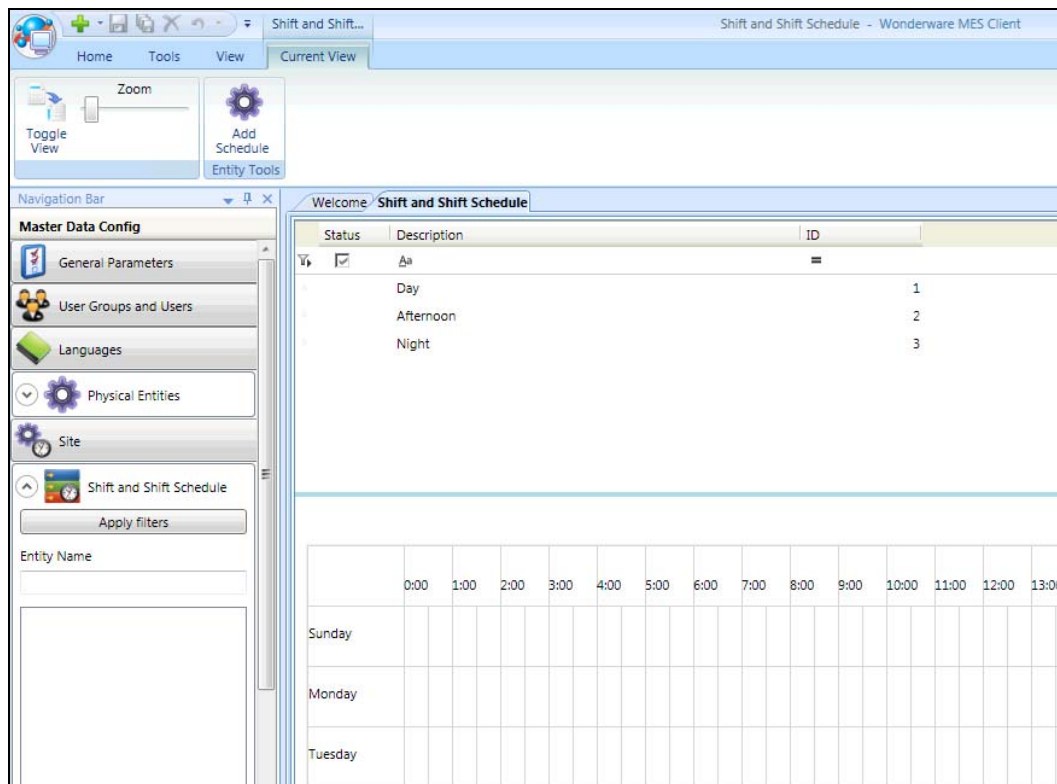 Shift and Shift...
Shift and Shift Schedule - Wonderware MES Client
Home Tools View Current View
Zoom
Toggle View
Add Schedule
Entity Tools
Navigation Bar
Master Data Config
General Parameters
User Groups and Users
Languages
Physical Entities
Site
Shift and Shift Schedule
Apply filters
Entity Name
Welcome Shift and Shift Schedule
Status Description ID
Aa =
Day 1
Afternoon 2
Night 3
0:00 1:00 2:00 3:00 4:00 5:00 6:00 7:00 8:00 9:00 10:00 11:00 12:00
Sunday
Monday
Tuesday